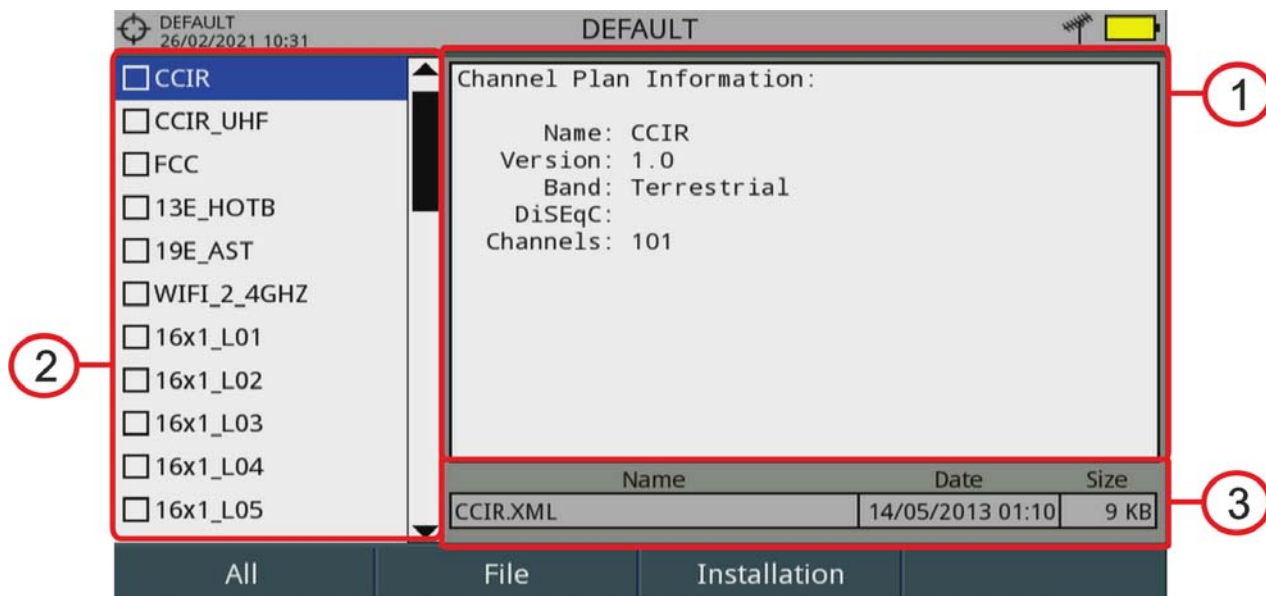 DEFAULT
26/02/2021 10:31
DEFAULT
CCIR
CCIR_UHF
FCC
13E_HOTB
19E_AST
WIFI_2_4GHZ
16x1_L01
16x1_L02
16x1_L03
16x1_L04
16x1_L05
Channel Plan Information:
Name: CCIR
Version: 1.0
Band: Terrestrial
DiSEqC:
Channels: 101
Name Date Size
CCIR.XML 14/05/2013 01:10 9 KB
All File Installation
1
2
3